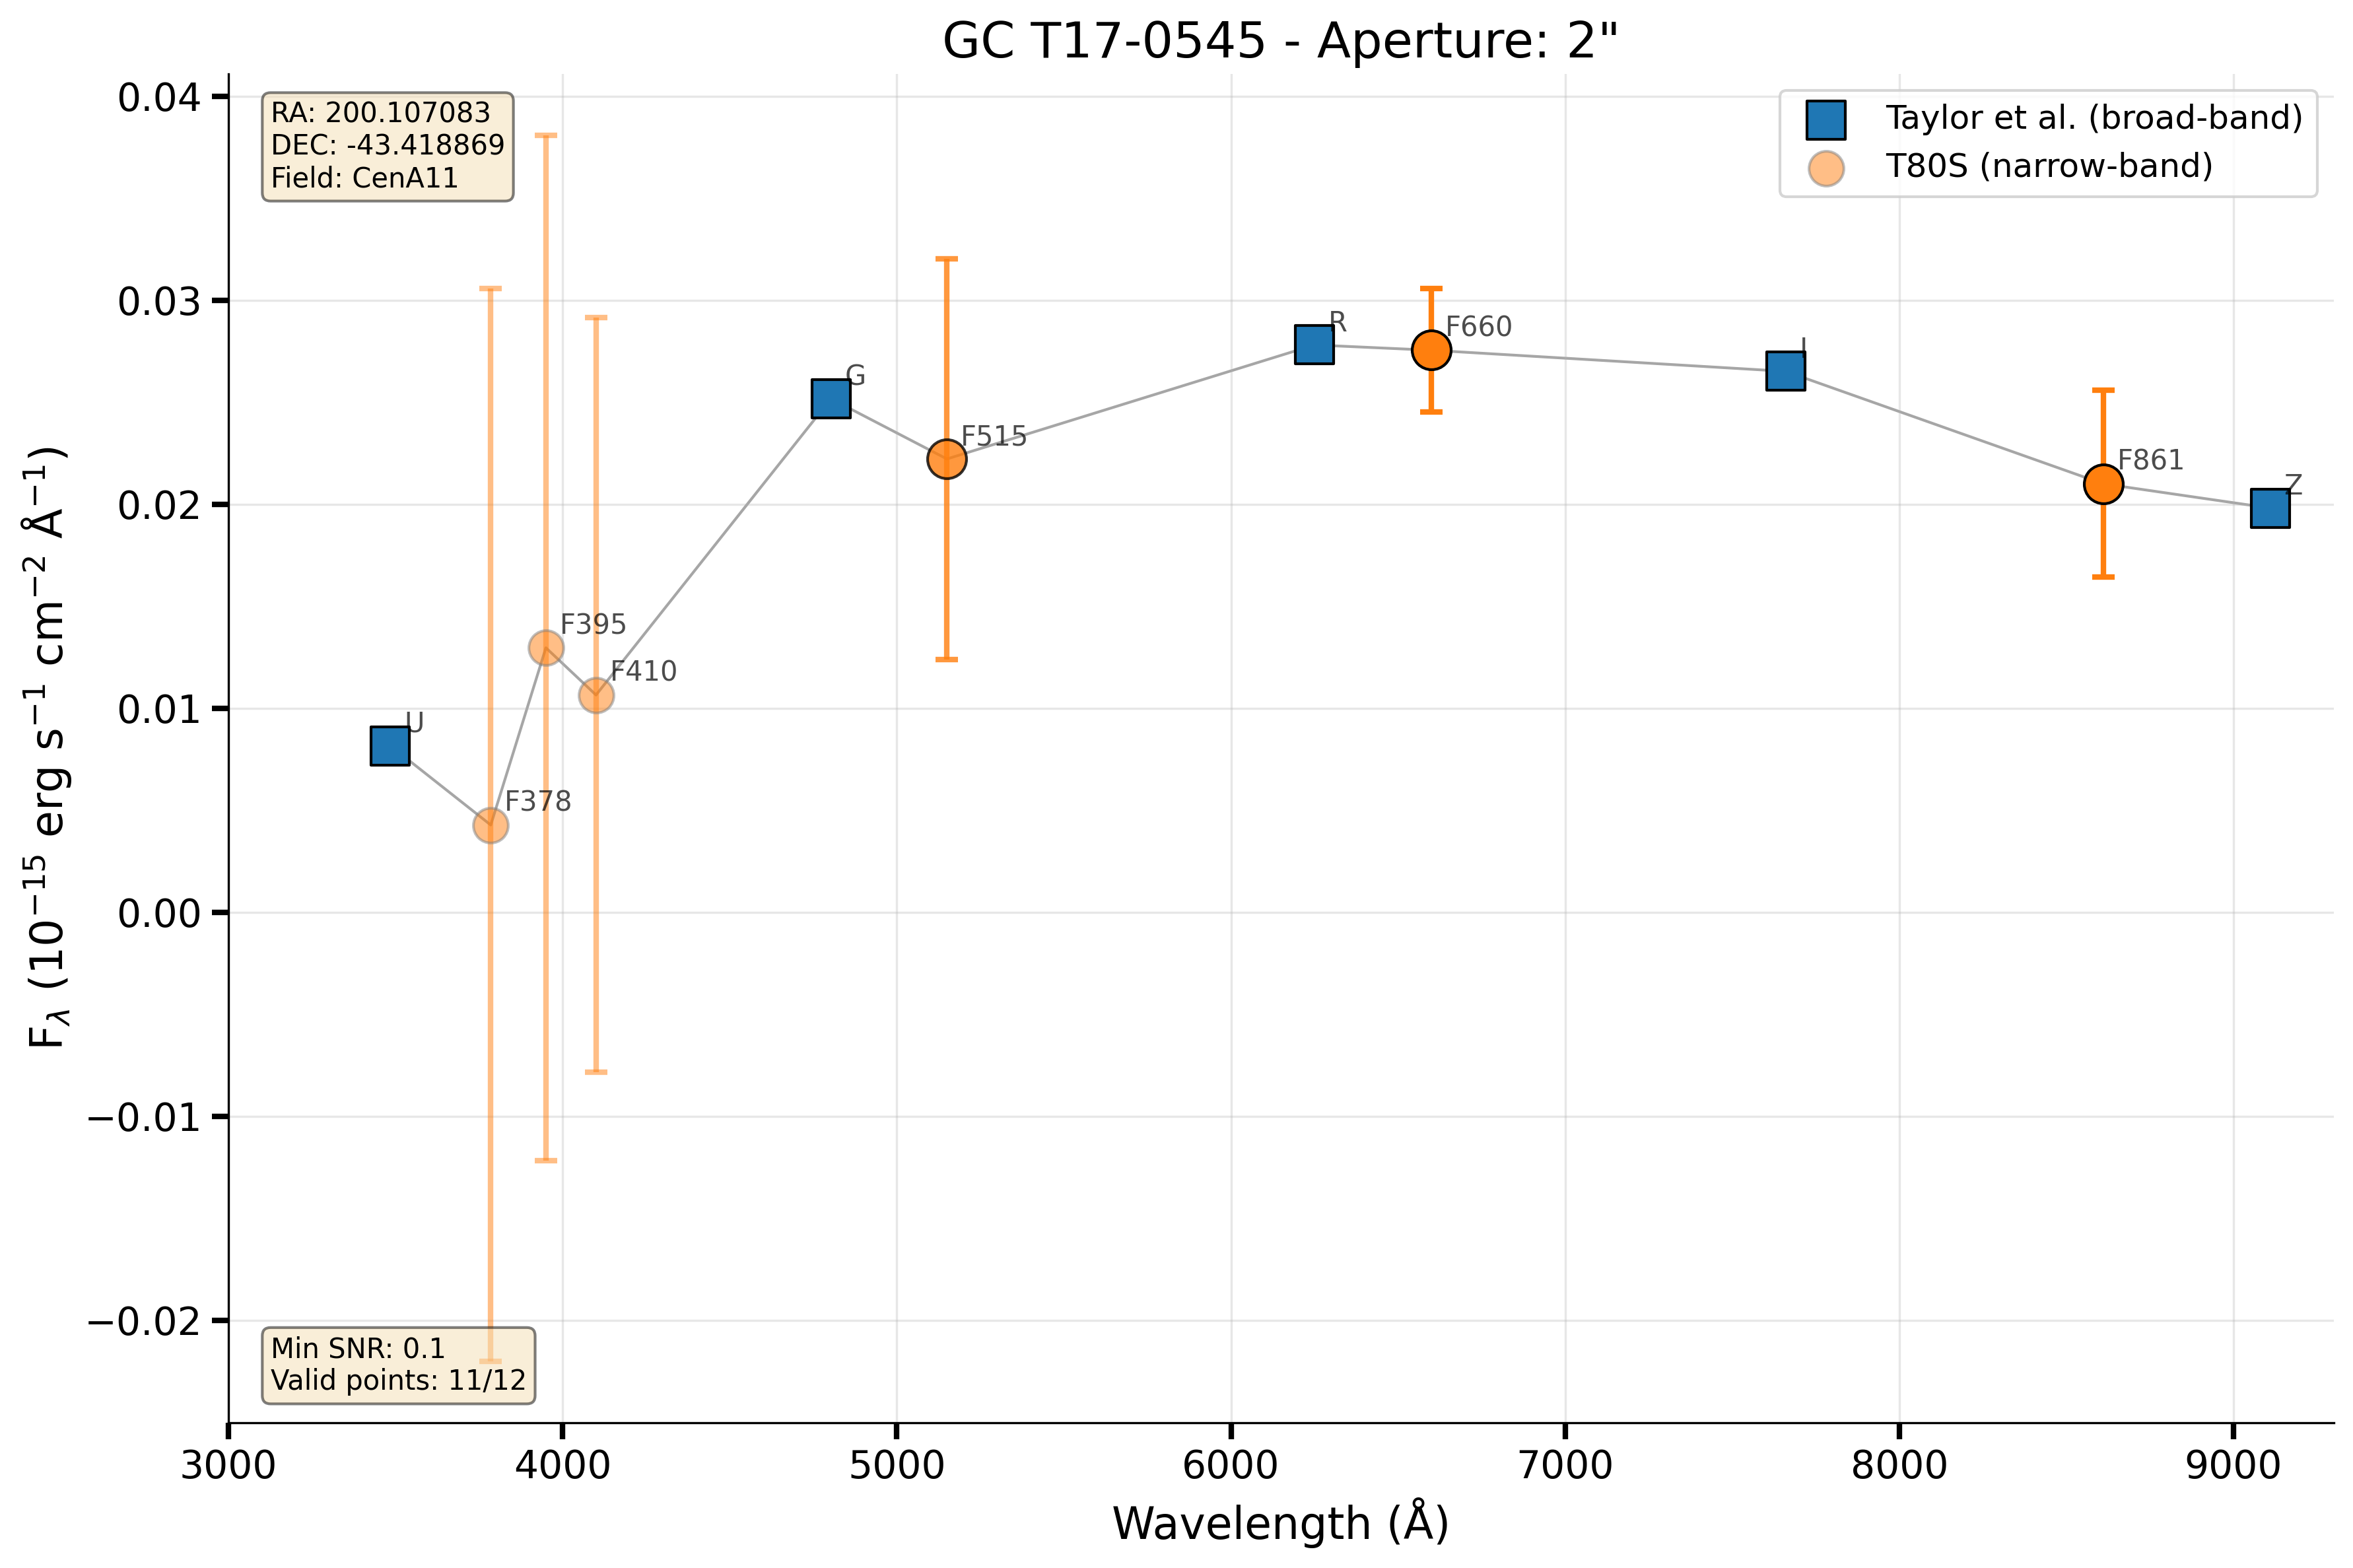 GC T17-0545 - Aperture: 2"
RA: 200.107083
DEC: -43.418869
Field: CenA11
Taylor et al. (broad-band)
T80S (narrow-band)
0.04
0.03
0.02
0.01
0.00
−0.01
−0.02
F_λ (10⁻¹⁵ erg s⁻¹ cm⁻² Å⁻¹)
U
F378
F395
F410
G
F515
R
F660
I
F861
Z
Min SNR: 0.1
Valid points: 11/12
3000 4000 5000 6000 7000 8000 9000
Wavelength (Å)